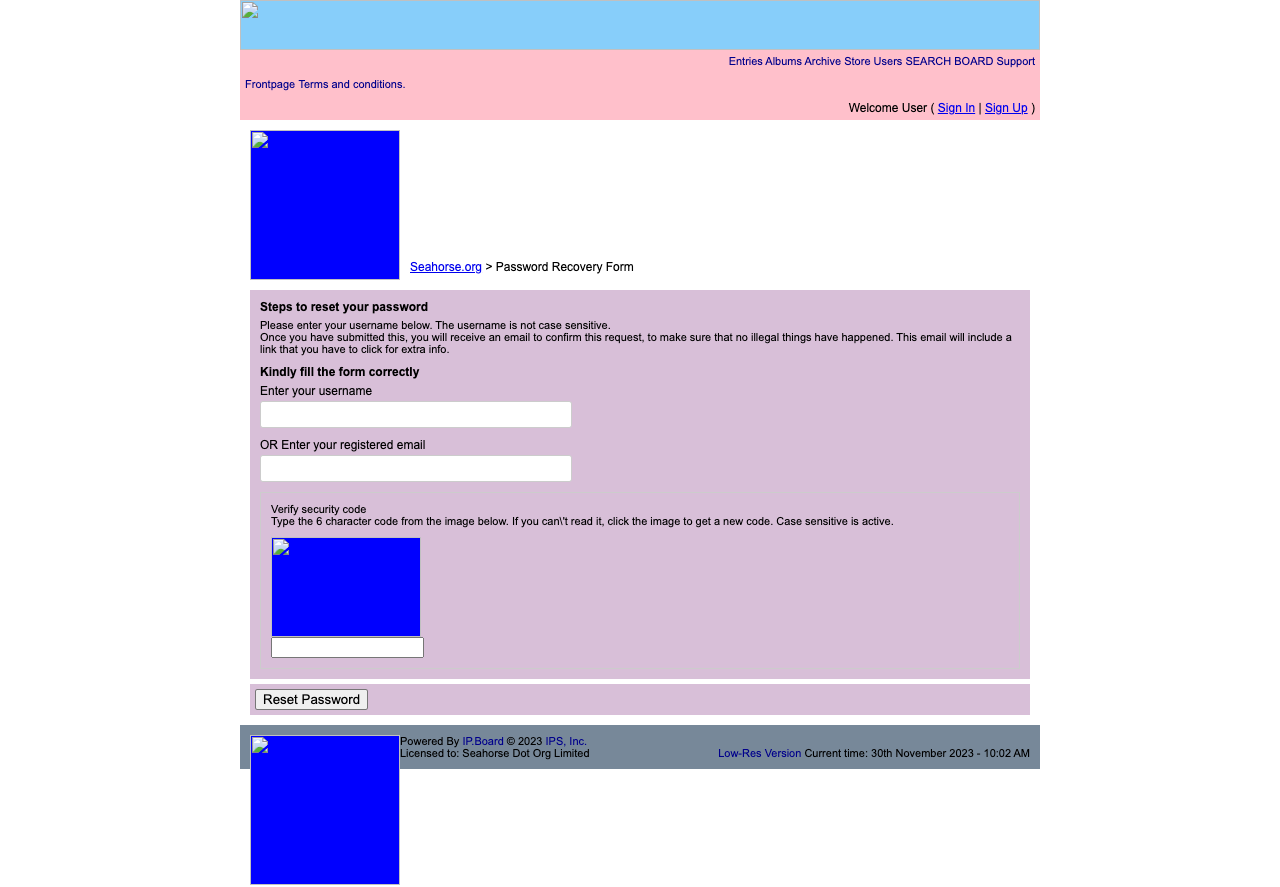 Entries Albums Archive Store Users SEARCH BOARD Support
Frontpage Terms and conditions.
Welcome User ( Sign In | Sign Up )
Seahorse.org > Password Recovery Form
Steps to reset your password
Please enter your username below. The username is not case sensitive.
Once you have submitted this, you will receive an email to confirm this request, to make sure that no illegal things have happened. This email will include a
link that you have to click for extra info.
Kindly fill the form correctly
Enter your username
OR Enter your registered email
Verify security code
Type the 6 character code from the image below. If you can\'t read it, click the image to get a new code. Case sensitive is active.
Reset Password
Powered By IP.Board © 2023 IPS, Inc.
Licensed to: Seahorse Dot Org Limited
Low-Res Version Current time: 30th November 2023 - 10:02 AM